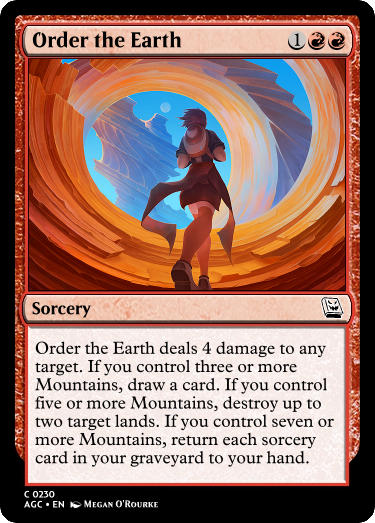 Order the Earth 1
Sorcery
Order the Earth deals 4 damage to any
target. If you control three or more
Mountains, draw a card. If you control
five or more Mountains, destroy up to
two target lands. If you control seven or
more Mountains, return each sorcery
card in your graveyard to your hand.
C 0230
AGC • EN Megan O'Rourke